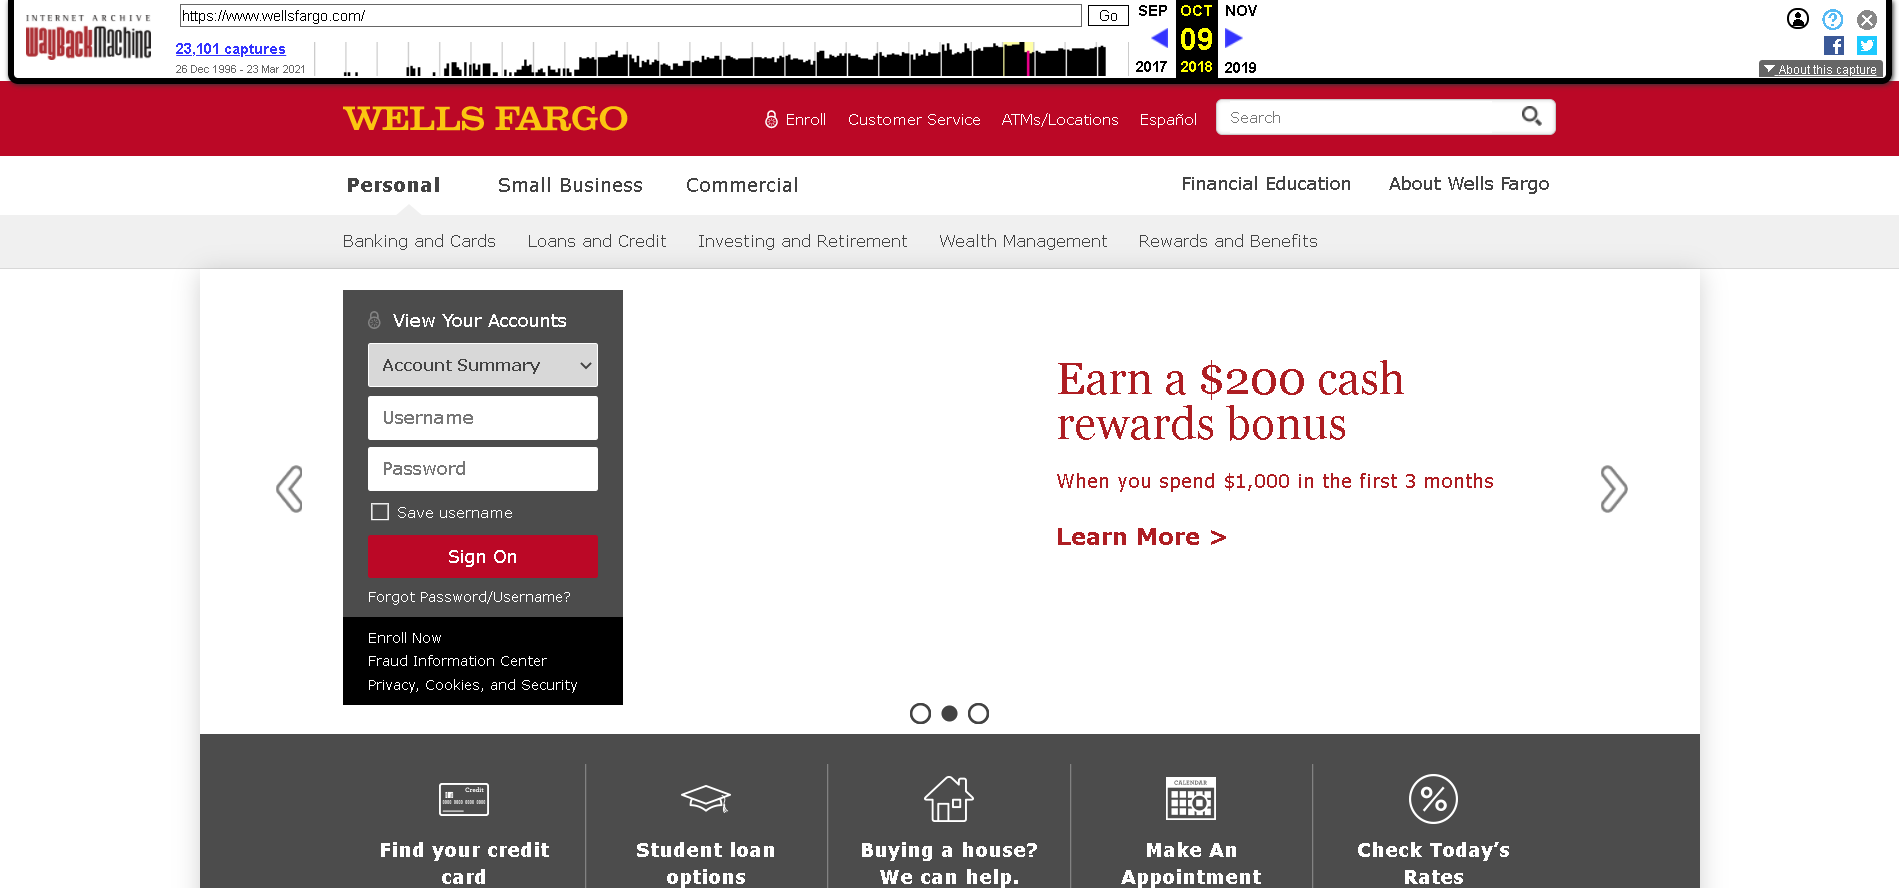 INTERNET ARCHIVE
WayBackMachine
https://www.wellsfargo.com/
Go
23,101 captures
26 Dec 1996 - 23 Mar 2021
SEP OCT NOV
09
2017 2018 2019
About this capture
WELLS FARGO
Enroll Customer Service ATMs/Locations Español Search
Personal Small Business Commercial Financial Education About Wells Fargo
Banking and Cards Loans and Credit Investing and Retirement Wealth Management Rewards and Benefits
View Your Accounts
Account Summary
Username
Password
Save username
Sign On
Forgot Password/Username?
Enroll Now
Fraud Information Center
Privacy, Cookies, and Security
Earn a $200 cash
rewards bonus
When you spend $1,000 in the first 3 months
Learn More >
Credit
Find your credit
card
Student loan
options
Buying a house?
We can help.
CALENDAR
Make An
Appointment
%
Check Today's
Rates